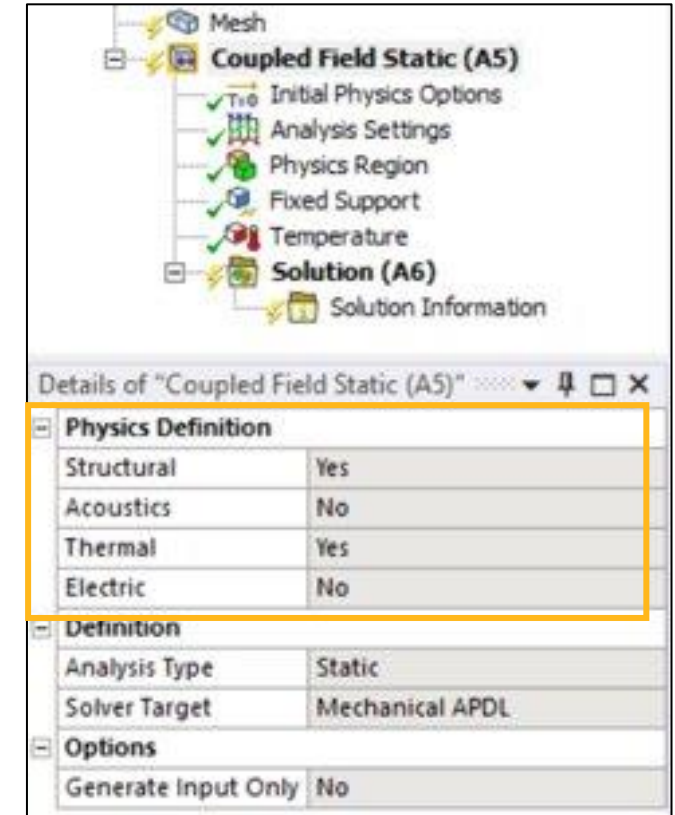 Mesh
Coupled Field Static (A5)
T=0 Initial Physics Options
Analysis Settings
Physics Region
Fixed Support
Temperature
Solution (A6)
Solution Information
Details of "Coupled Field Static (A5)"
Physics Definition
Structural Yes
Acoustics No
Thermal Yes
Electric No
Definition
Analysis Type Static
Solver Target Mechanical APDL
Options
Generate Input Only No